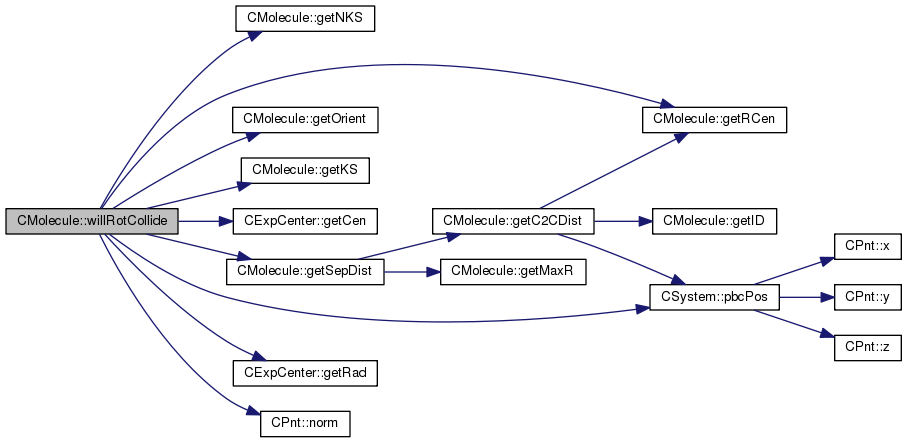 CMolecule::getNKS
CMolecule::getRCen
CMolecule::getOrient
CMolecule::getKS
CMolecule::willRotCollide
CExpCenter::getCen
CMolecule::getC2CDist
CMolecule::getID
CPnt::x
CMolecule::getSepDist
CMolecule::getMaxR
CSystem::pbcPos
CPnt::y
CPnt::z
CExpCenter::getRad
CPnt::norm